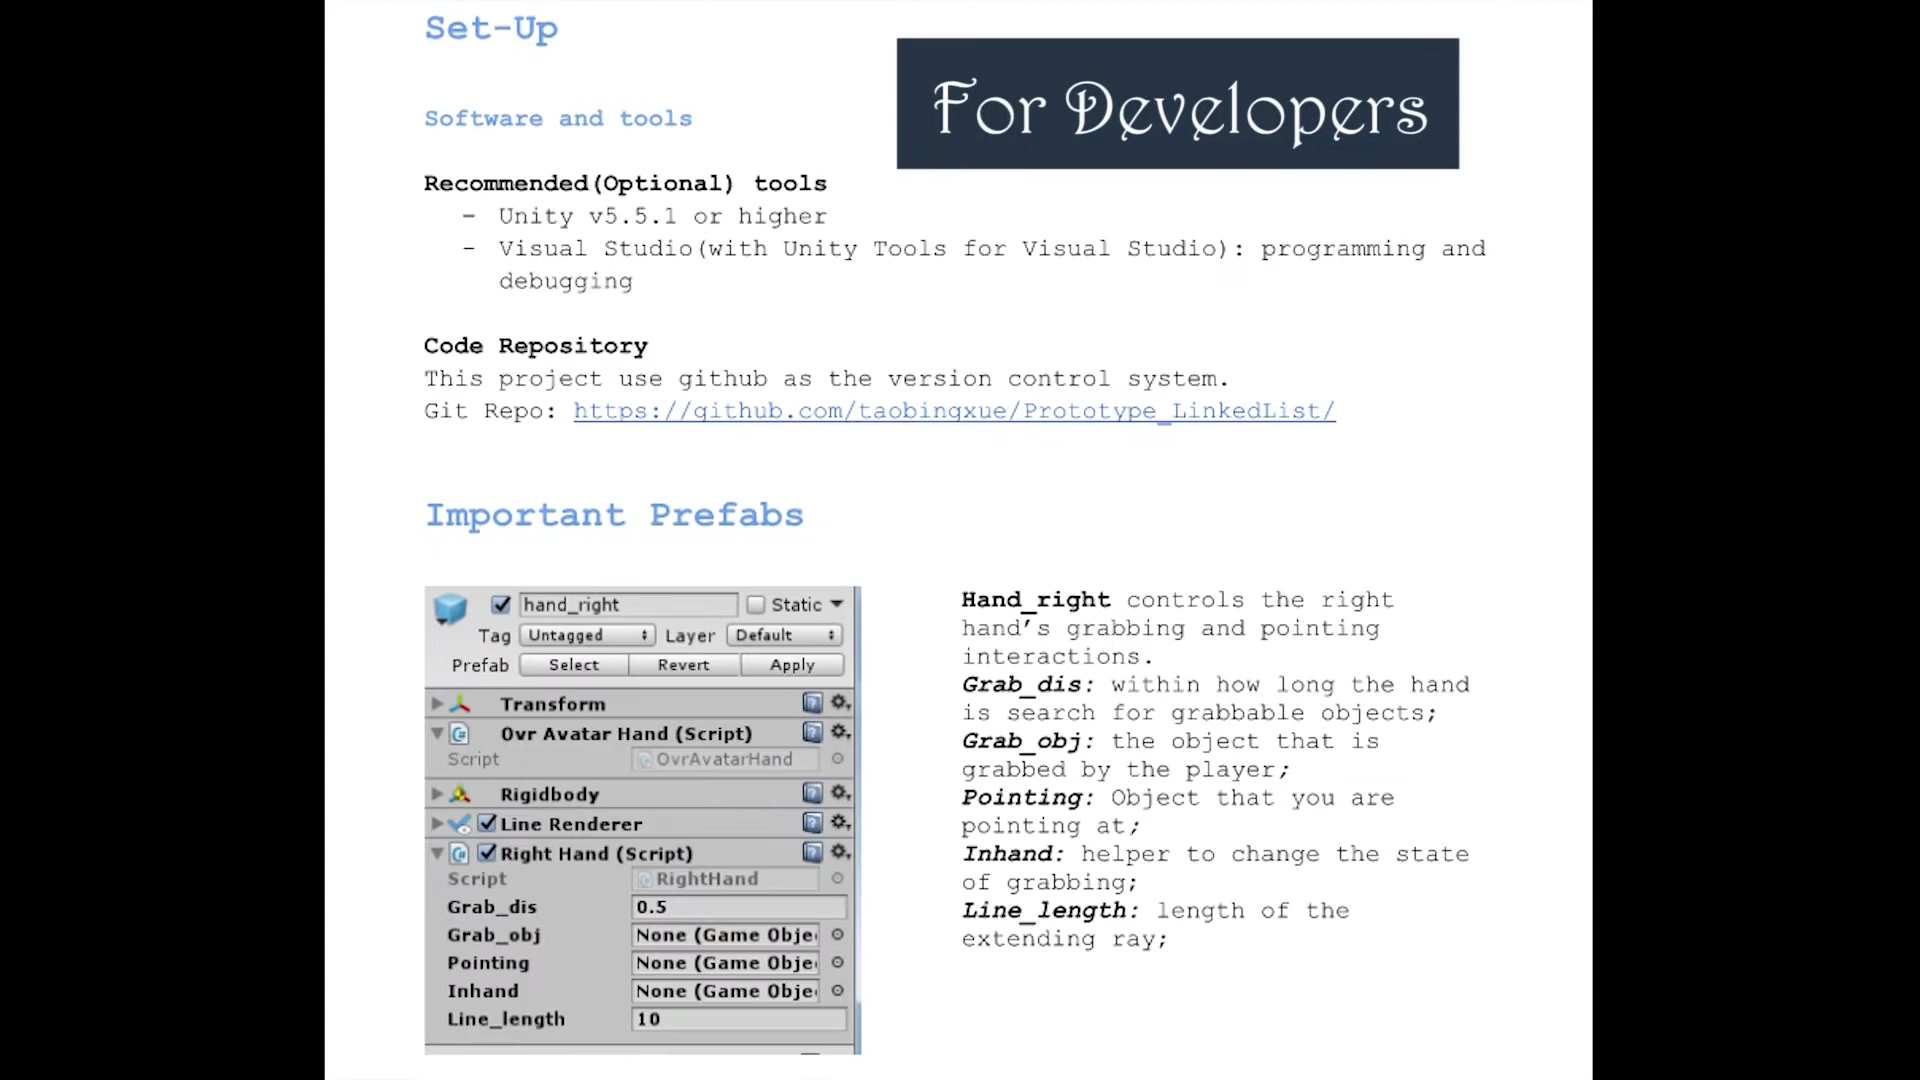 Set-Up
For Developers
Software and tools
Recommended(Optional) tools
- Unity v5.5.1 or higher
- Visual Studio(with Unity Tools for Visual Studio): programming and
debugging
Code Repository
This project use github as the version control system.
Git Repo: https://github.com/taobingxue/Prototype_LinkedList/
Important Prefabs
hand_right Static
Tag Untagged Layer Default
Prefab Select Revert Apply
Transform
Ovr Avatar Hand (Script)
Script OvrAvatarHand
Rigidbody
Line Renderer
Right Hand (Script)
Script RightHand
Grab_dis 0.5
Grab_obj None (Game Obje
Pointing None (Game Obje
Inhand None (Game Obje
Line_length 10
Hand_right controls the right
hand’s grabbing and pointing
interactions.
Grab_dis: within how long the hand
is search for grabbable objects;
Grab_obj: the object that is
grabbed by the player;
Pointing: Object that you are
pointing at;
Inhand: helper to change the state
of grabbing;
Line_length: length of the
extending ray;